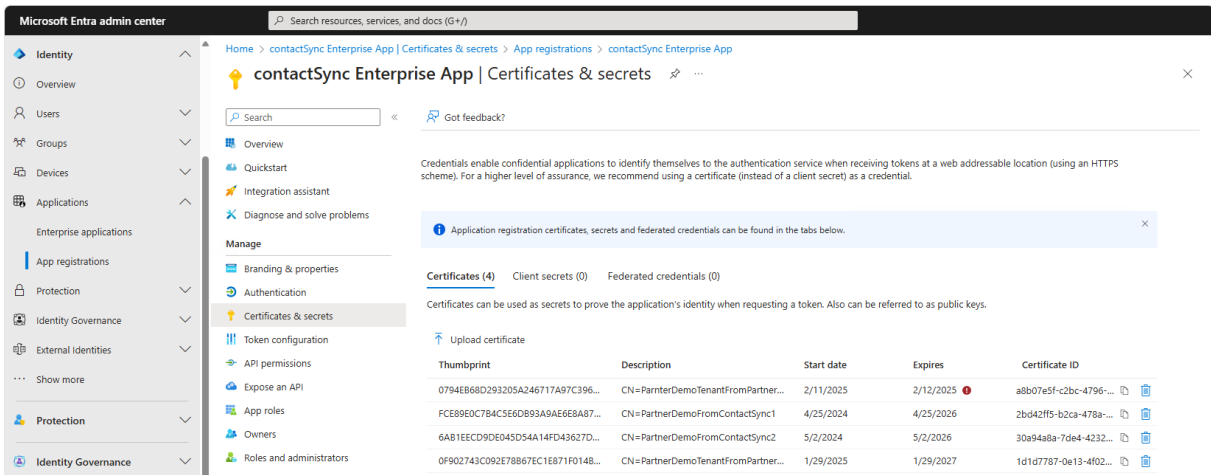 Microsoft Entra admin center
Search resources, services, and docs (G+/)
Identity
Overview
Users
Groups
Devices
Applications
Enterprise applications
App registrations
Protection
Identity Governance
External Identities
Show more
Protection
Identity Governance
Home > contactSync Enterprise App | Certificates & secrets > App registrations > contactSync Enterprise App
contactSync Enterprise App | Certificates & secrets
Search
Overview
Quickstart
Integration assistant
Diagnose and solve problems
Manage
Branding & properties
Authentication
Certificates & secrets
Token configuration
API permissions
Expose an API
App roles
Owners
Roles and administrators
Got feedback?
Credentials enable confidential applications to identify themselves to the authentication service when receiving tokens at a web addressable location (using an HTTPS
scheme). For a higher level of assurance, we recommend using a certificate (instead of a client secret) as a credential.
Application registration certificates, secrets and federated credentials can be found in the tabs below.
Certificates (4) Client secrets (0) Federated credentials (0)
Certificates can be used as secrets to prove the application's identity when requesting a token. Also can be referred to as public keys.
Upload certificate
Thumbprint Description Start date Expires Certificate ID
0794EB68D293205A246717A97C396... CN=ParnterDemoTenantFromPartner... 2/11/2025 2/12/2025 a8b07e5f-c2bc-4796-...
FCE89E0C7B4C5E6DB93A9AE6E8A87... CN=PartnerDemoFromContactSync1 4/25/2024 4/25/2026 2bd42ff5-b2ca-478a-...
6AB1EECD9DE045D54A14FD43627D... CN=PartnerDemoFromContactSync2 5/2/2024 5/2/2026 30a94a8a-7de4-4232...
0F902743C092E78B67EC1E871F014B... CN=PartnerDemoTenantFromPartner... 1/29/2025 1/29/2027 1d1d7787-0e13-4f02...